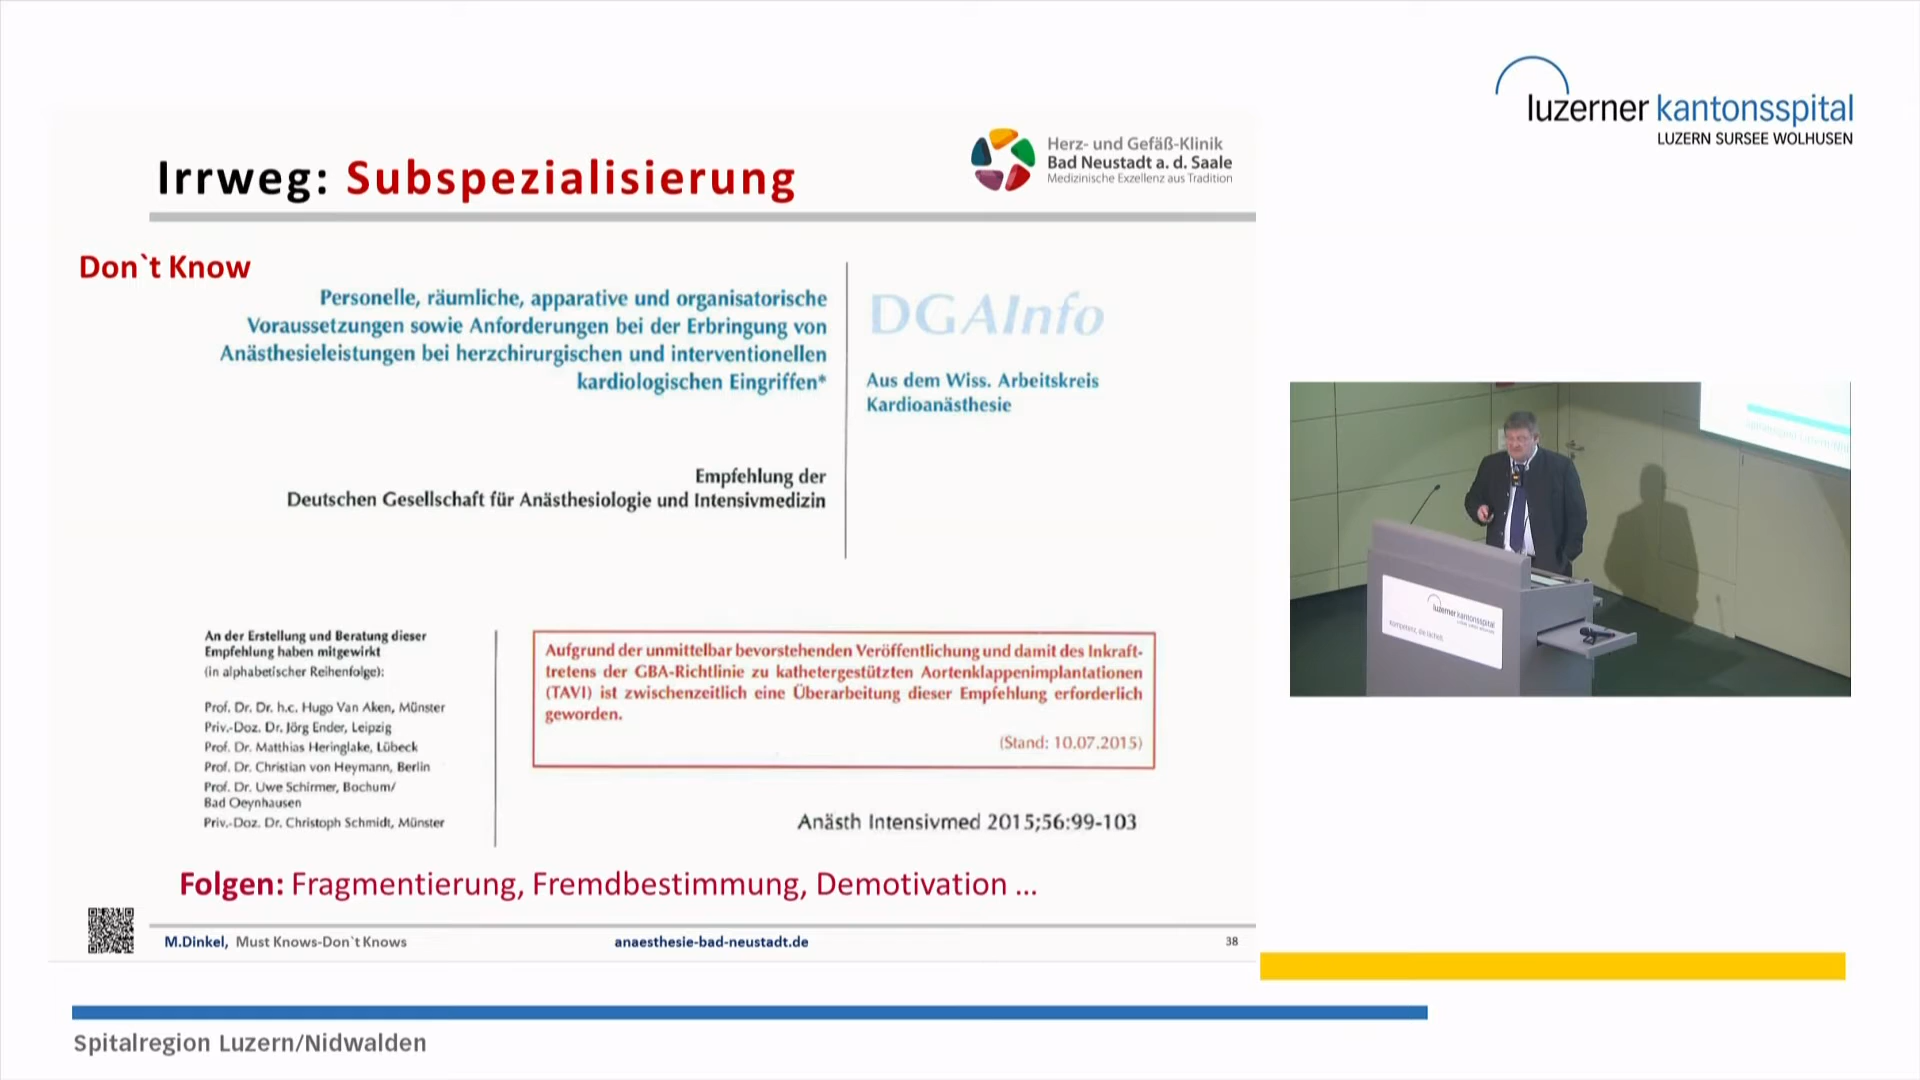 luzerner kantonsspital
LUZERN SURSEE WOLHUSEN
Herz- und Gefäß-Klinik
Bad Neustadt a. d. Saale
Medizinische Exzellenz aus Tradition
Irrweg: Subspezialisierung
Don`t Know
Personelle, räumliche, apparative und organisatorische
Voraussetzungen sowie Anforderungen bei der Erbringung von
Anästhesieleistungen bei herzchirurgischen und interventionellen
kardiologischen Eingriffen*
DGAInfo
Aus dem Wiss. Arbeitskreis
Kardioanästhesie
Empfehlung der
Deutschen Gesellschaft für Anästhesiologie und Intensivmedizin
An der Erstellung und Beratung dieser
Empfehlung haben mitgewirkt
(in alphabetischer Reihenfolge):
Prof. Dr. Dr. h.c. Hugo Van Aken, Münster
Priv.-Doz. Dr. Jörg Ender, Leipzig
Prof. Dr. Matthias Heringlake, Lübeck
Prof. Dr. Christian von Heymann, Berlin
Prof. Dr. Uwe Schirmer, Bochum/
Bad Oeynhausen
Priv.-Doz. Dr. Christoph Schmidt, Münster
Aufgrund der unmittelbar bevorstehenden Veröffentlichung und damit des Inkraft-
tretens der GBA-Richtlinie zu kathetergestützten Aortenklappenimplantationen
(TAVI) ist zwischenzeitlich eine Überarbeitung dieser Empfehlung erforderlich
geworden.
(Stand: 10.07.2015)
Anästh Intensivmed 2015;56:99-103
Folgen: Fragmentierung, Fremdbestimmung, Demotivation ...
M.Dinkel, Must Knows-Don`t Knows
anaesthesie-bad-neustadt.de
38
luzerner kantonsspital
kompetenz, die lächelt.
Spitalregion Luzern/Nidwalden